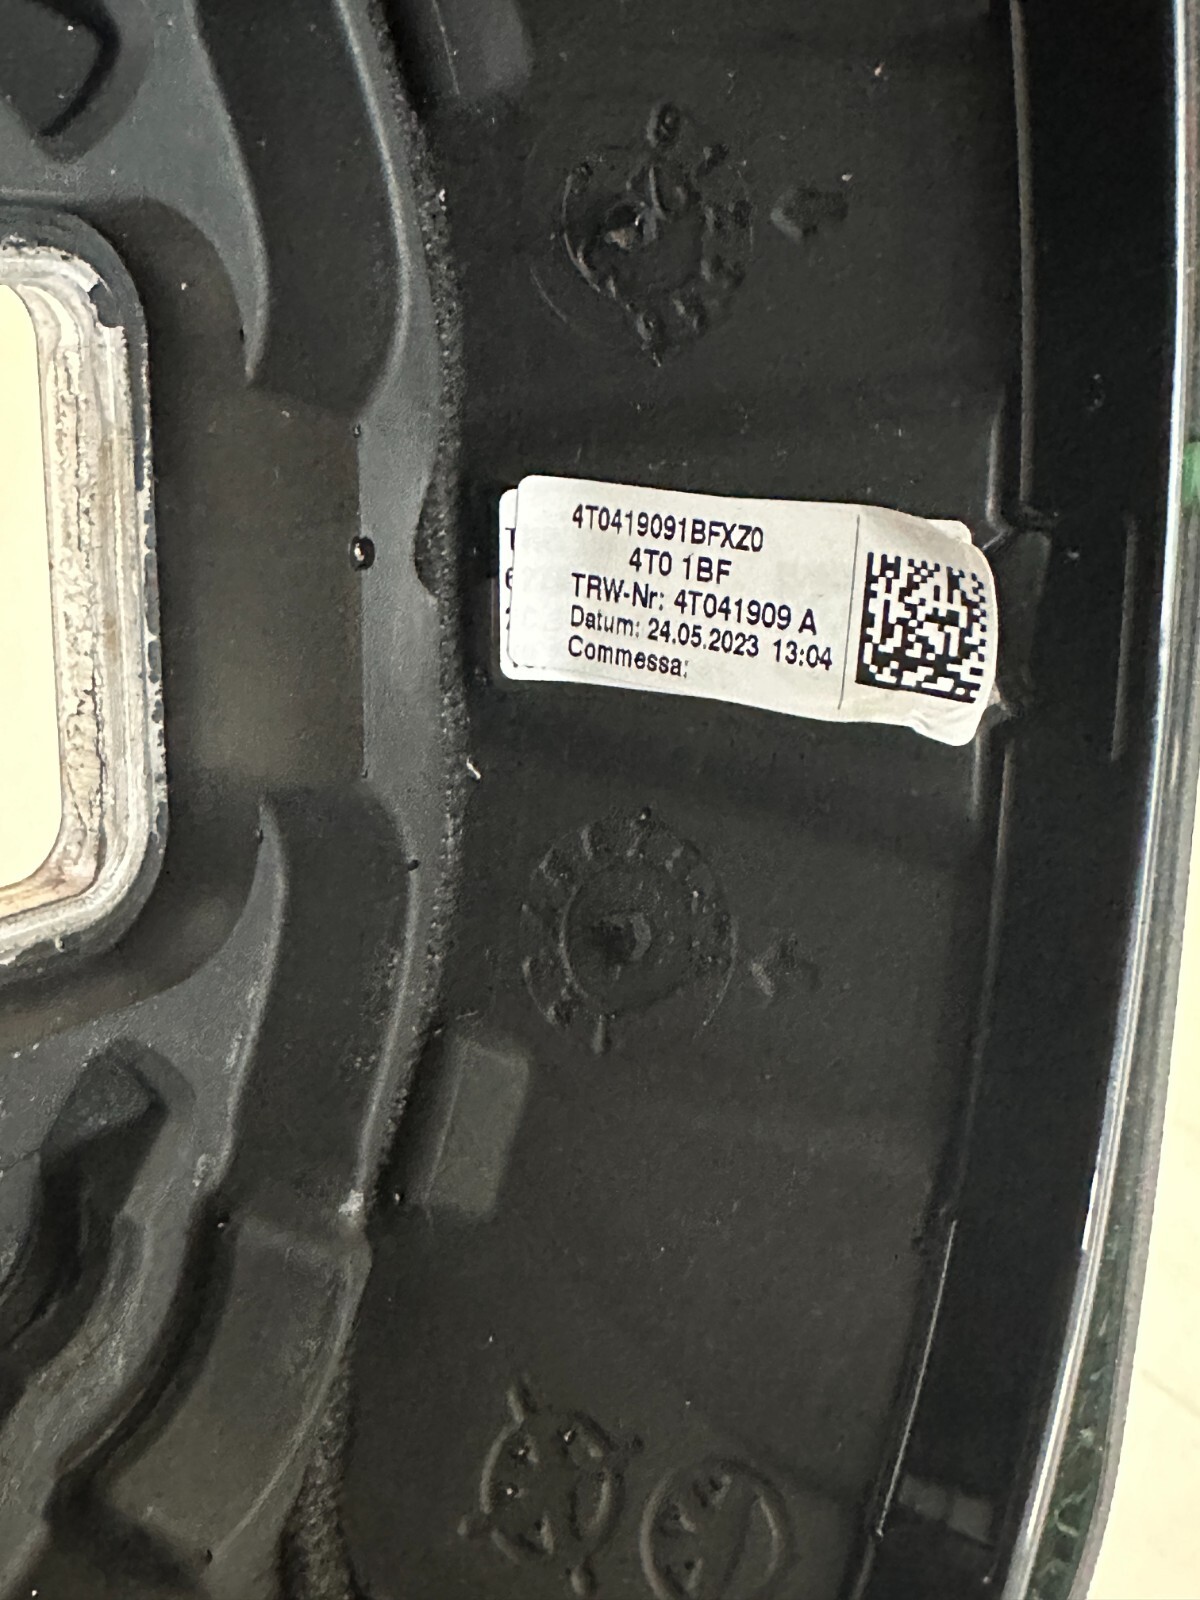 4T0419091BFXZ0
4T0 1BF
TRW-Nr: 4T041909 A
Datum: 24.05.2023 13:04
Commessa: